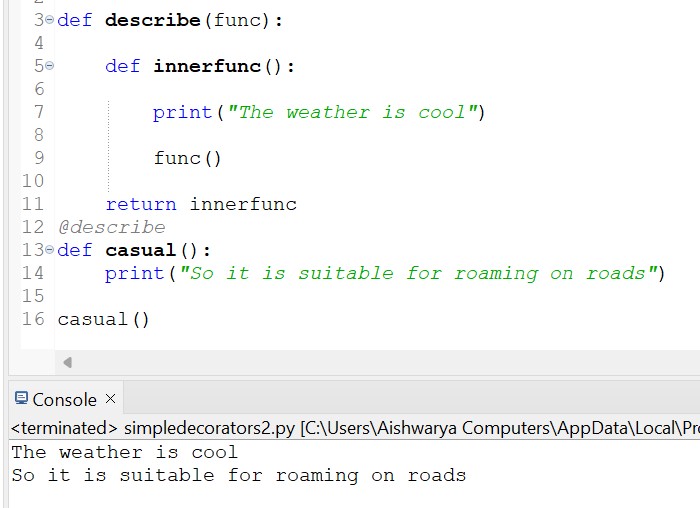 2
3 def describe(func):
4
5 def innerfunc():
6
7 print("The weather is cool")
8
9 func()
10
11 return innerfunc
12 @describe
13 def casual():
14 print("So it is suitable for roaming on roads")
15
16 casual()
Console
<terminated> simpledecorators2.py [C:\Users\Aishwarya Computers\AppData\Local\Pr
The weather is cool
So it is suitable for roaming on roads